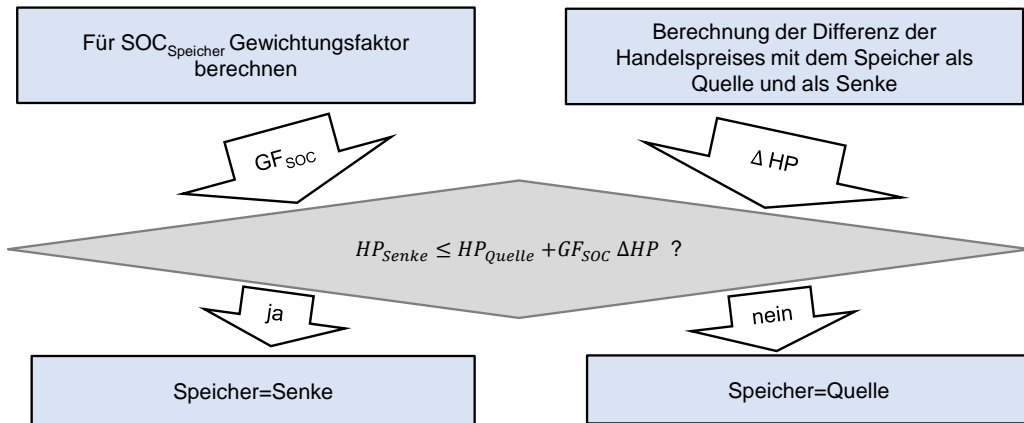 Für SOC_Speicher Gewichtungsfaktor
berechnen
Berechnung der Differenz der
Handelspreises mit dem Speicher als
Quelle und als Senke
GF_SOC
Δ HP
HP_Senke ≤ HP_Quelle +GF_SOC ΔHP ?
ja
nein
Speicher=Senke
Speicher=Quelle